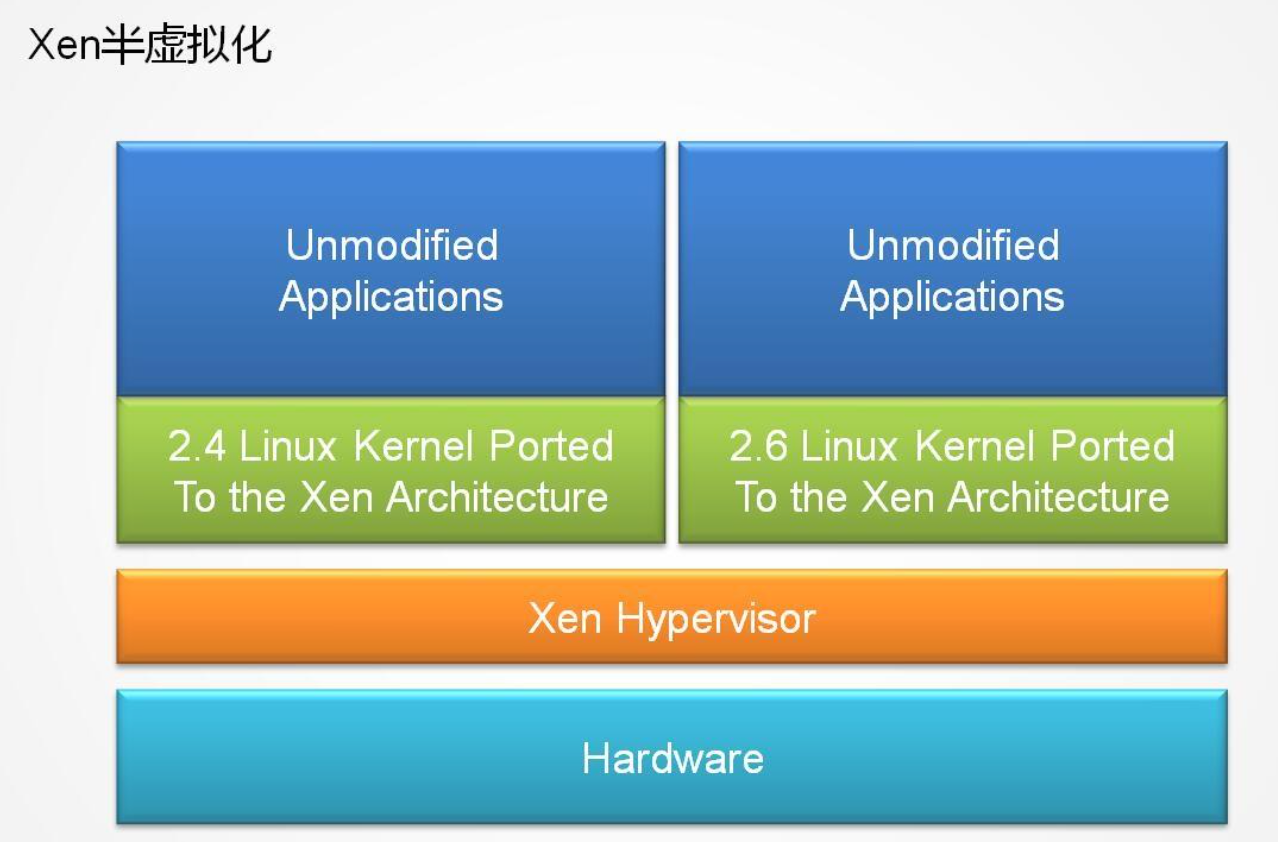 Xen半虚拟化
Unmodified
Applications
Unmodified
Applications
2.4 Linux Kernel Ported
To the Xen Architecture
2.6 Linux Kernel Ported
To the Xen Architecture
Xen Hypervisor
Hardware